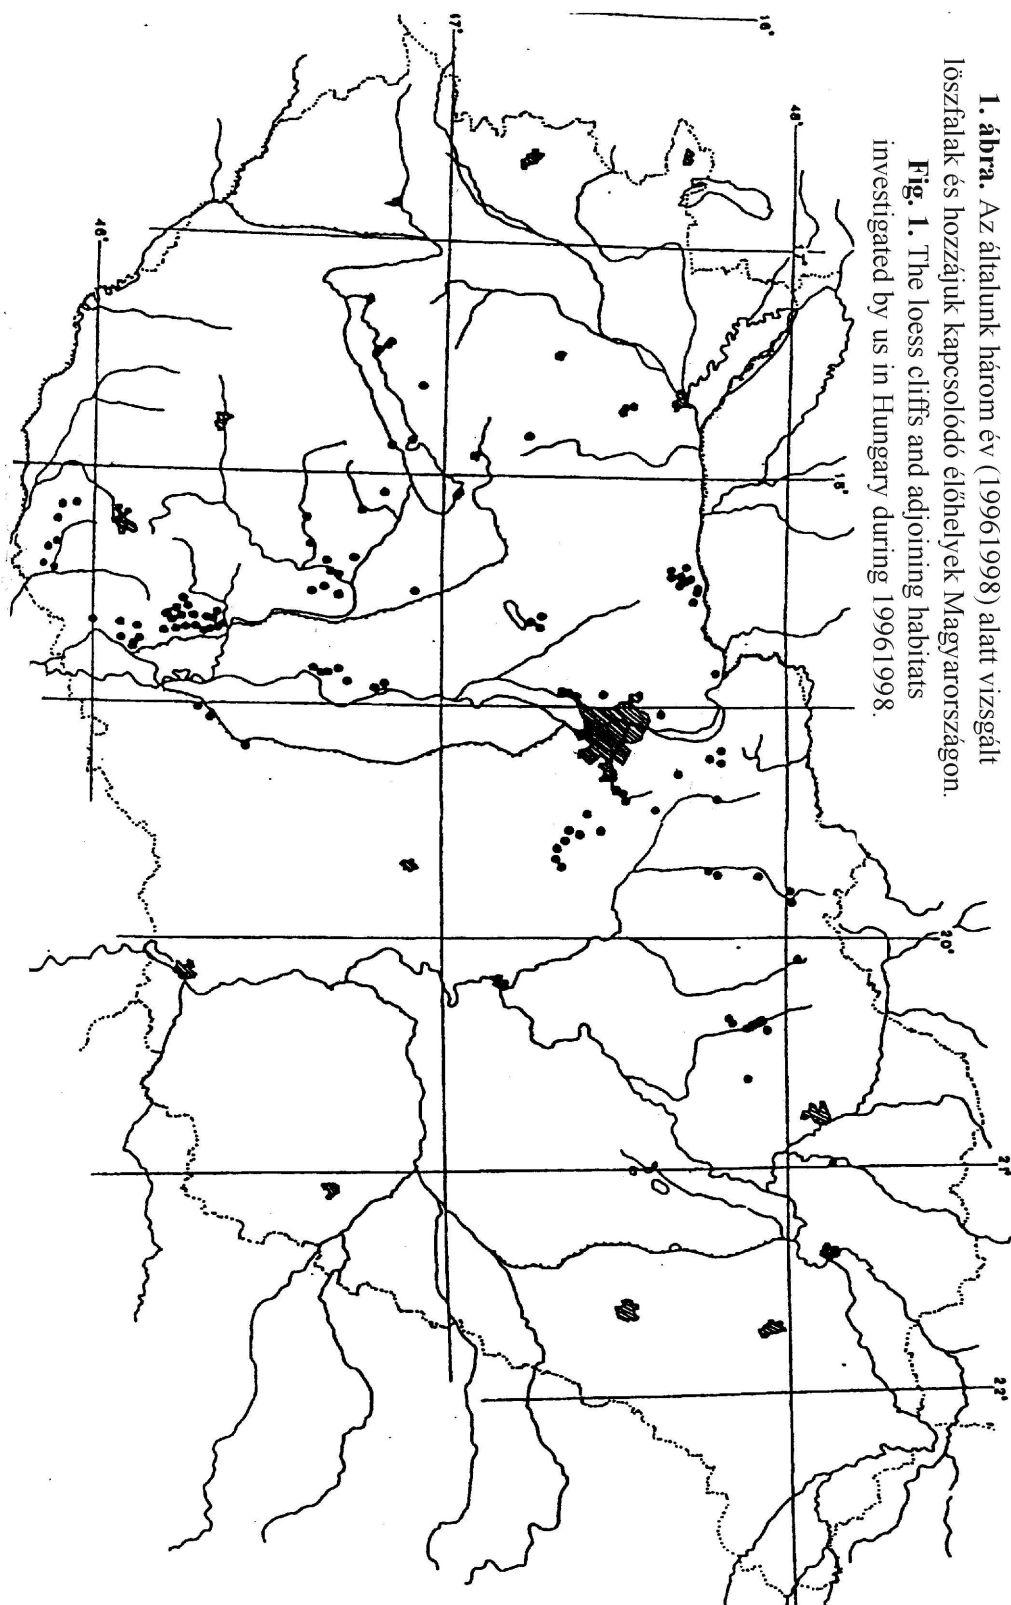 1. ábra. Az általunk három év (19961998) alatt vizsgált
löszfalak és hozzájuk kapcsolódó élőhelyek Magyarországon.
Fig. 1. The loess cliffs and adjoining habitats
investigated by us in Hungary during 19961998.
16°
17°
18°
20°
21°
22°
48°
47°
46°